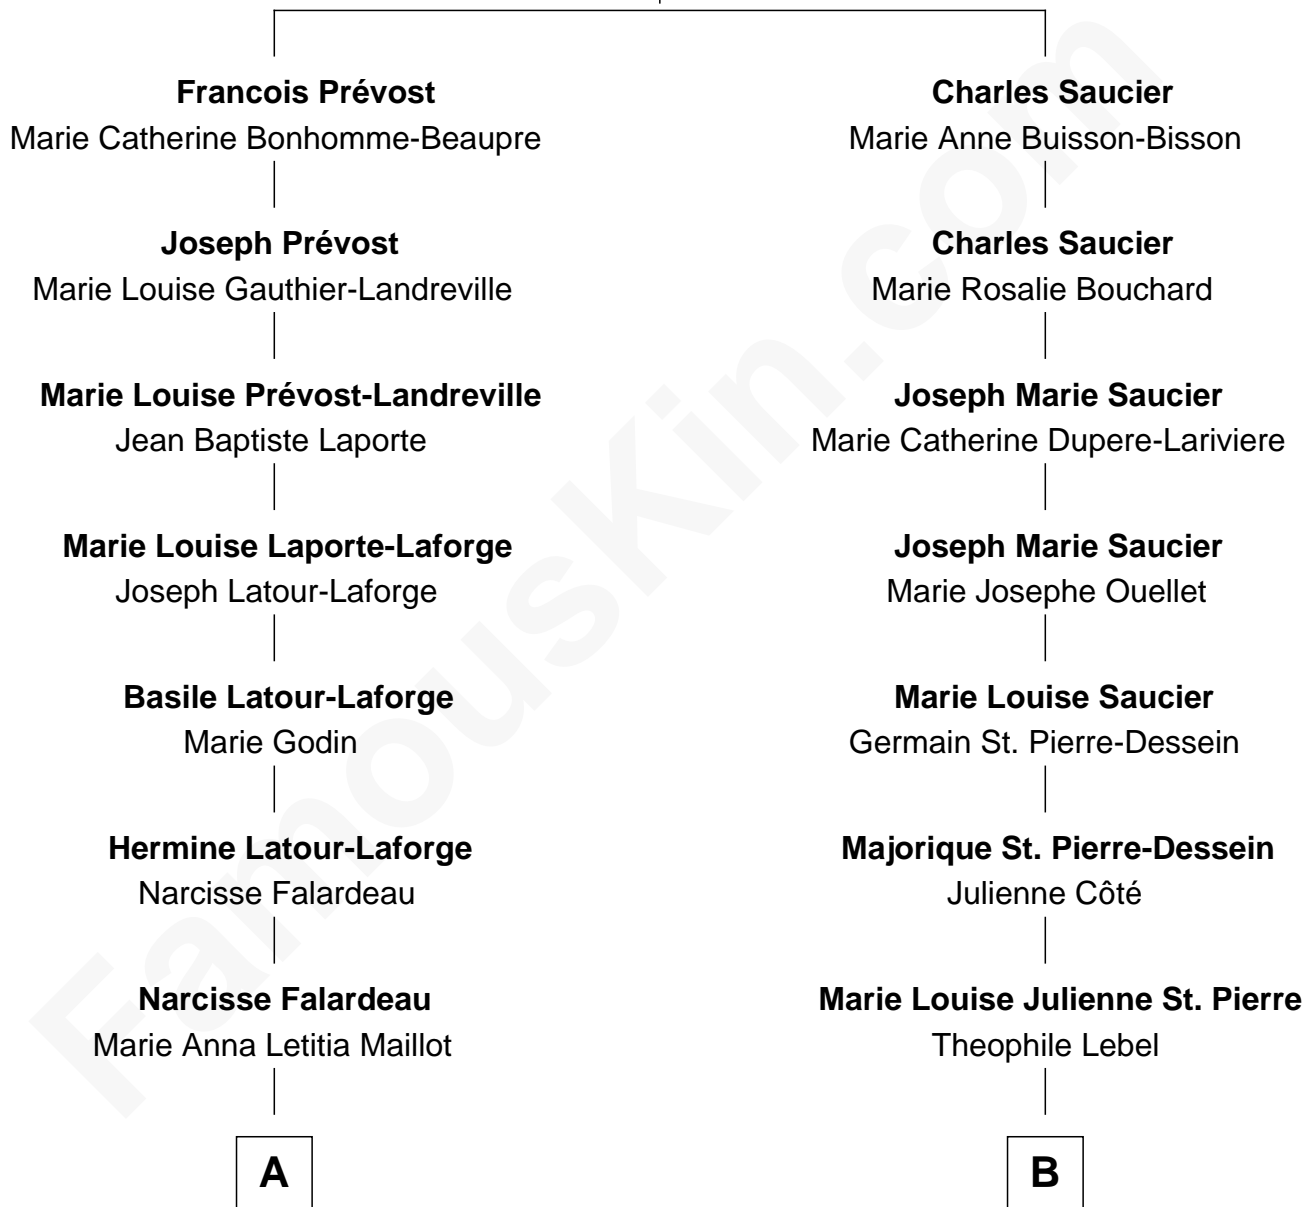 Francois Prévost
Marie Catherine Bonhomme-Beaupre
Joseph Prévost
Marie Louise Gauthier-Landreville
Marie Louise Prévost-Landreville
Jean Baptiste Laporte
Marie Louise Laporte-Laforge
Joseph Latour-Laforge
Basile Latour-Laforge
Marie Godin
Hermine Latour-Laforge
Narcisse Falardeau
Narcisse Falardeau
Marie Anna Letitia Maillot
A
Charles Saucier
Marie Anne Buisson-Bisson
Charles Saucier
Marie Rosalie Bouchard
Joseph Marie Saucier
Marie Catherine Dupere-Lariviere
Joseph Marie Saucier
Marie Josephe Ouellet
Marie Louise Saucier
Germain St. Pierre-Dessein
Majorique St. Pierre-Dessein
Julienne Côté
Marie Louise Julienne St. Pierre
Theophile Lebel
B
FamousKin.com